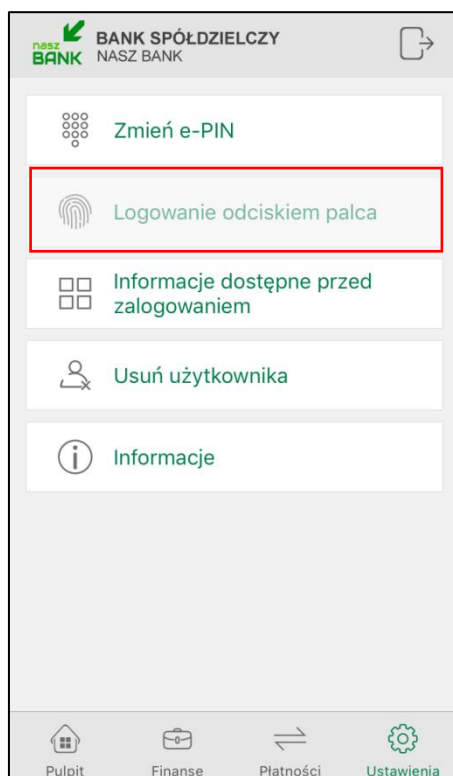 nasz
BANK
BANK SPÓŁDZIELCZY
NASZ BANK
Zmień e-PIN
Logowanie odciskiem palca
Informacje dostępne przed
zalogowaniem
Usuń użytkownika
Informacje
Pulpit Finanse Płatności Ustawienia